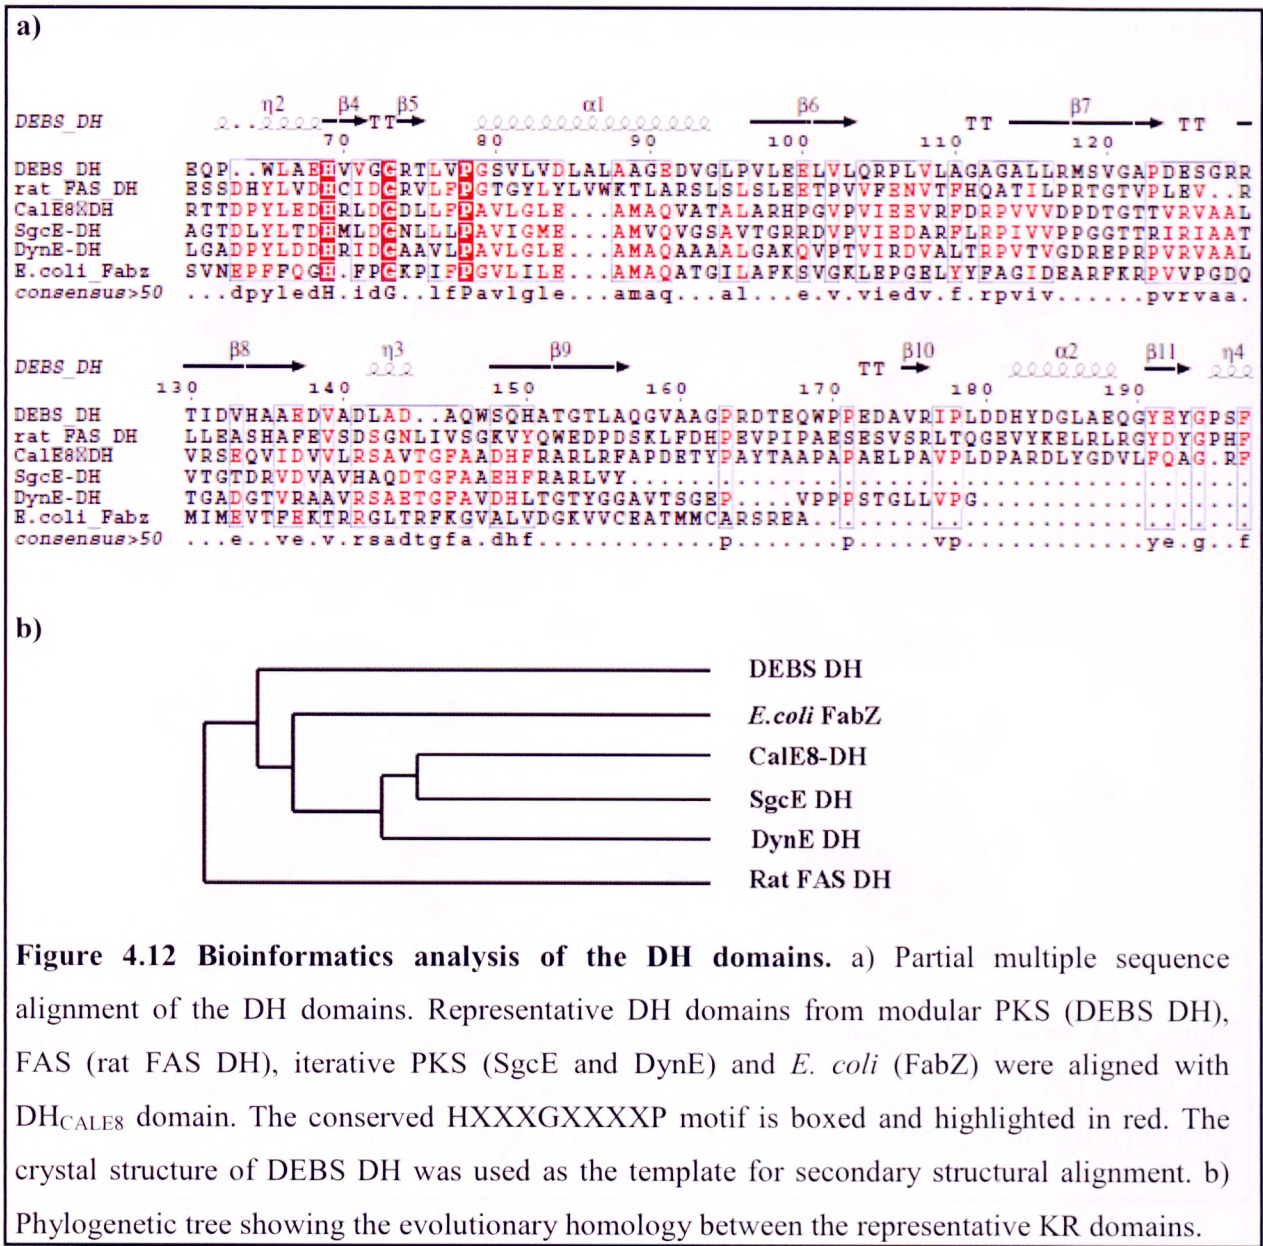 a)
η2 β4 β5 α1 β6 β7
DEBS_DH TT TT TT
70 80 90 100 110 120
DEBS_DH EQP..WLAEHVVGGRTLVPGSVLVDLALAAGEDVGLPVLEELVLQRPLVLAGAGALLRMSVGAPDESGRR
rat_FAS_DH ESSDHYLVDHCIDGRVLFPGTGYLYLVWKTLARSLSLSLEETPVVFENVTFHQATILPRTGTVPLEV..R
CalE8XDH RTTDPYLEDHRLDGDLLFPAVLGLE...AMAQVATALARHPGVPVIEEVRFDRPVVVDPDTGTTVRVAAL
SgcE-DH AGTDLYLTDHMLDGNLLLPAVIGME...AMVQVGSAVTGRRDVPVIEDARFLRPIVVPPGGTTRIRIAAT
DynE-DH LGADPYLDDHRIDGAAVLPAVLGLE...AMAQAAAALGAKQVPTVIRDVALTRPVTVTGDREPRPVRVAAL
E.coli_Fabz SVNEPFFQGH.FPGKPIFPGVLILE...AMAQATGILAFKSVGKLEPGELYYFAGIDEARFKRPVVPGDQ
consensus>50 ...dpyledH.idG..lfPavlgle...amaq...al...e.v.viedv.f.rpviv......pvrvaa.
β8 η3 β9 β10 α2 β11 η4
DEBS_DH TT
130 140 150 160 170 180 190
DEBS_DH TIDVHAAEDVADLAD..AQWSQHATGTLAQGVAAGPRDTEQWPPEDAVRIPLDDHYDGLAEQGYEYGPSF
rat_FAS_DH LLEASHAFEVSDSGNLIVSGKVYQWEDPDSKLFDHPEVPIPAESESVSRLTQGEVYKELRLRGYDYGPHF
CalE8XDH VRSEQVIDVVLRSAVTGFAADHFRARLRFAPDETYPAYTAAPAPAELPAVPLDPARDLYGDVLFQAG.RF
SgcE-DH VTGTDRVDVAVHAQDTGFAAEHFRARLVY.........................................
DynE-DH TGADGTVRAAVRSAETGFAVDHLTGTYGGAVTSGEP....VPPPSTGLLVPG..................
E.coli_Fabz MIMEVTFEKTRRGLTRFKGVALVDGKVVCEATMMCARSREA.............................
consensus>50 ...e..ve.v.rsadtgfa.dhf............p.......p.....vp..........ye.g..f
b)
DEBS DH
E.coli FabZ
CalE8-DH
SgcE DH
DynE DH
Rat FAS DH
Figure 4.12 Bioinformatics analysis of the DH domains. a) Partial multiple sequence
alignment of the DH domains. Representative DH domains from modular PKS (DEBS DH),
FAS (rat FAS DH), iterative PKS (SgcE and DynE) and E. coli (FabZ) were aligned with
DHCALE8 domain. The conserved HXXXGXXXXP motif is boxed and highlighted in red. The
crystal structure of DEBS DH was used as the template for secondary structural alignment. b)
Phylogenetic tree showing the evolutionary homology between the representative KR domains.